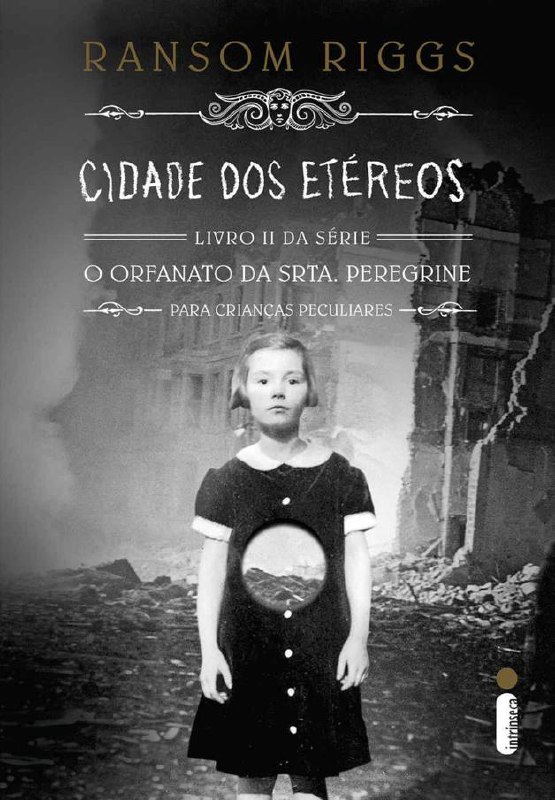 RANSOM RIGGS
CIDADE DOS ETÉREOS
LIVRO II DA SÉRIE
O ORFANATO DA SRTA. PEREGRINE
PARA CRIANÇAS PECULIARES
intrínseca